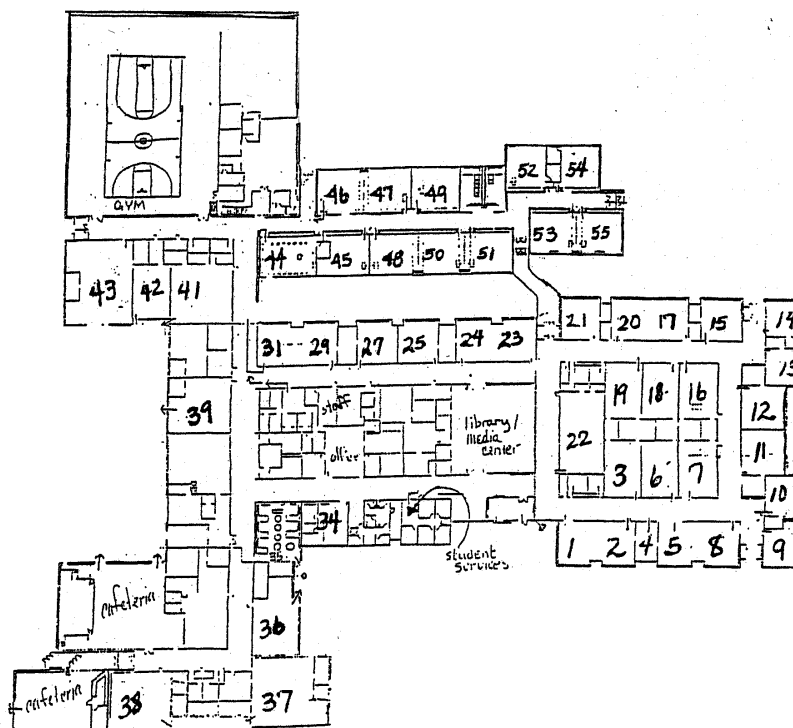 GYM
46 47 49
52 54
53 55
44 45 48 50 51
43 42 41
31 29 27 25 24 23
21 20 17 15 14
13
39
staff
office
library/
media
center
19 18 16
12
22
11
3 6 7
10
34
student
services
1 2 4 5 8 9
cafeteria
36
cafeteria
38 37